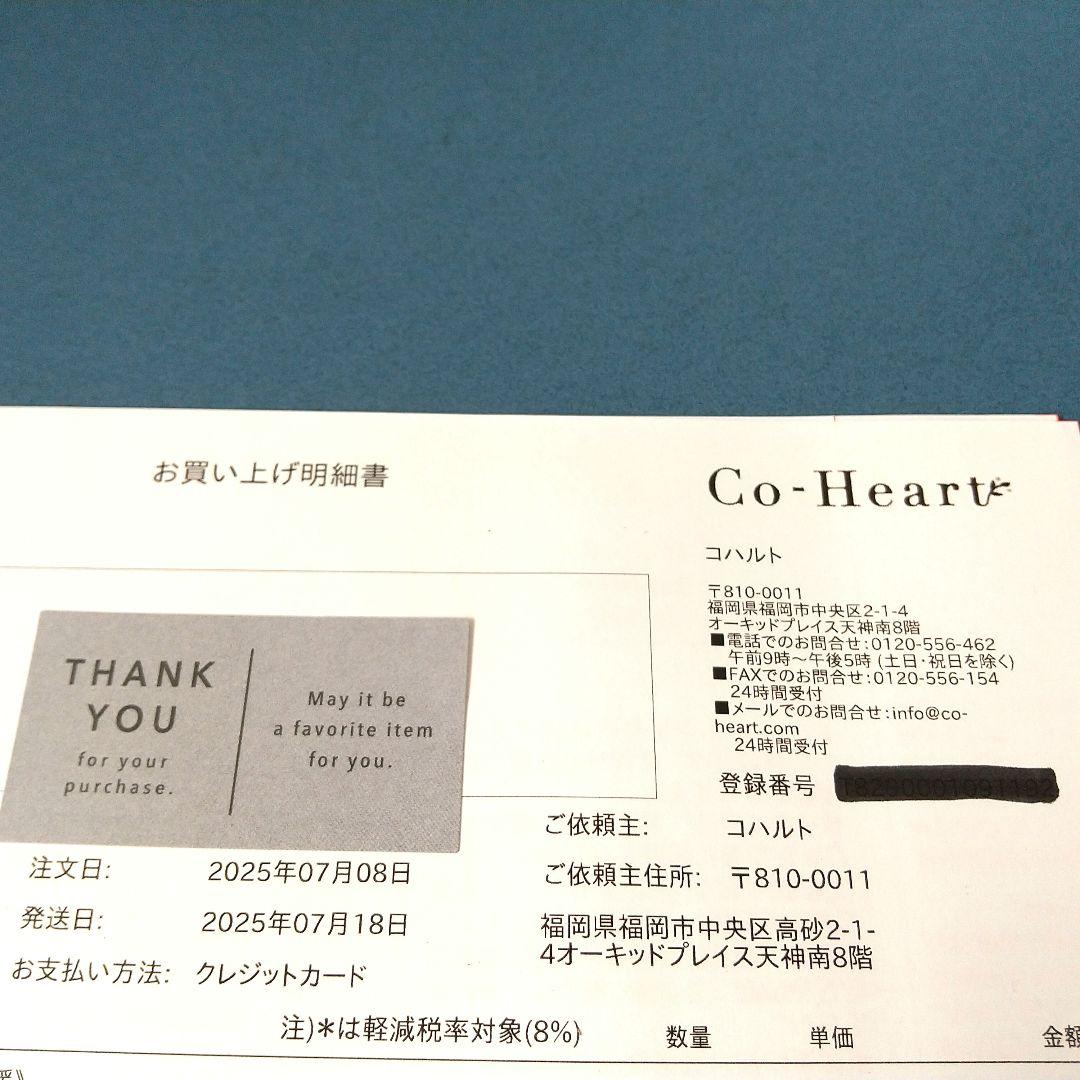 お買い上げ明細書
Co-Heart
コハルト
〒810-0011
福岡県福岡市中央区2-1-4
オーキッドプレイス天神南8階
■電話でのお問合せ:0120-556-462
午前9時～午後5時 (土日・祝日を除く)
■FAXでのお問合せ:0120-556-154
24時間受付
■メールでのお問合せ:info@co-
heart.com
24時間受付
登録番号
THANK
YOU
for your
purchase.
May it be
a favorite item
for you.
ご依頼主: コハルト
注文日: 2025年07月08日
ご依頼主住所: 〒810-0011
発送日: 2025年07月18日
福岡県福岡市中央区高砂2-1-
4オーキッドプレイス天神南8階
お支払い方法: クレジットカード
注)＊は軽減税率対象(8%) 数量 単価 金額